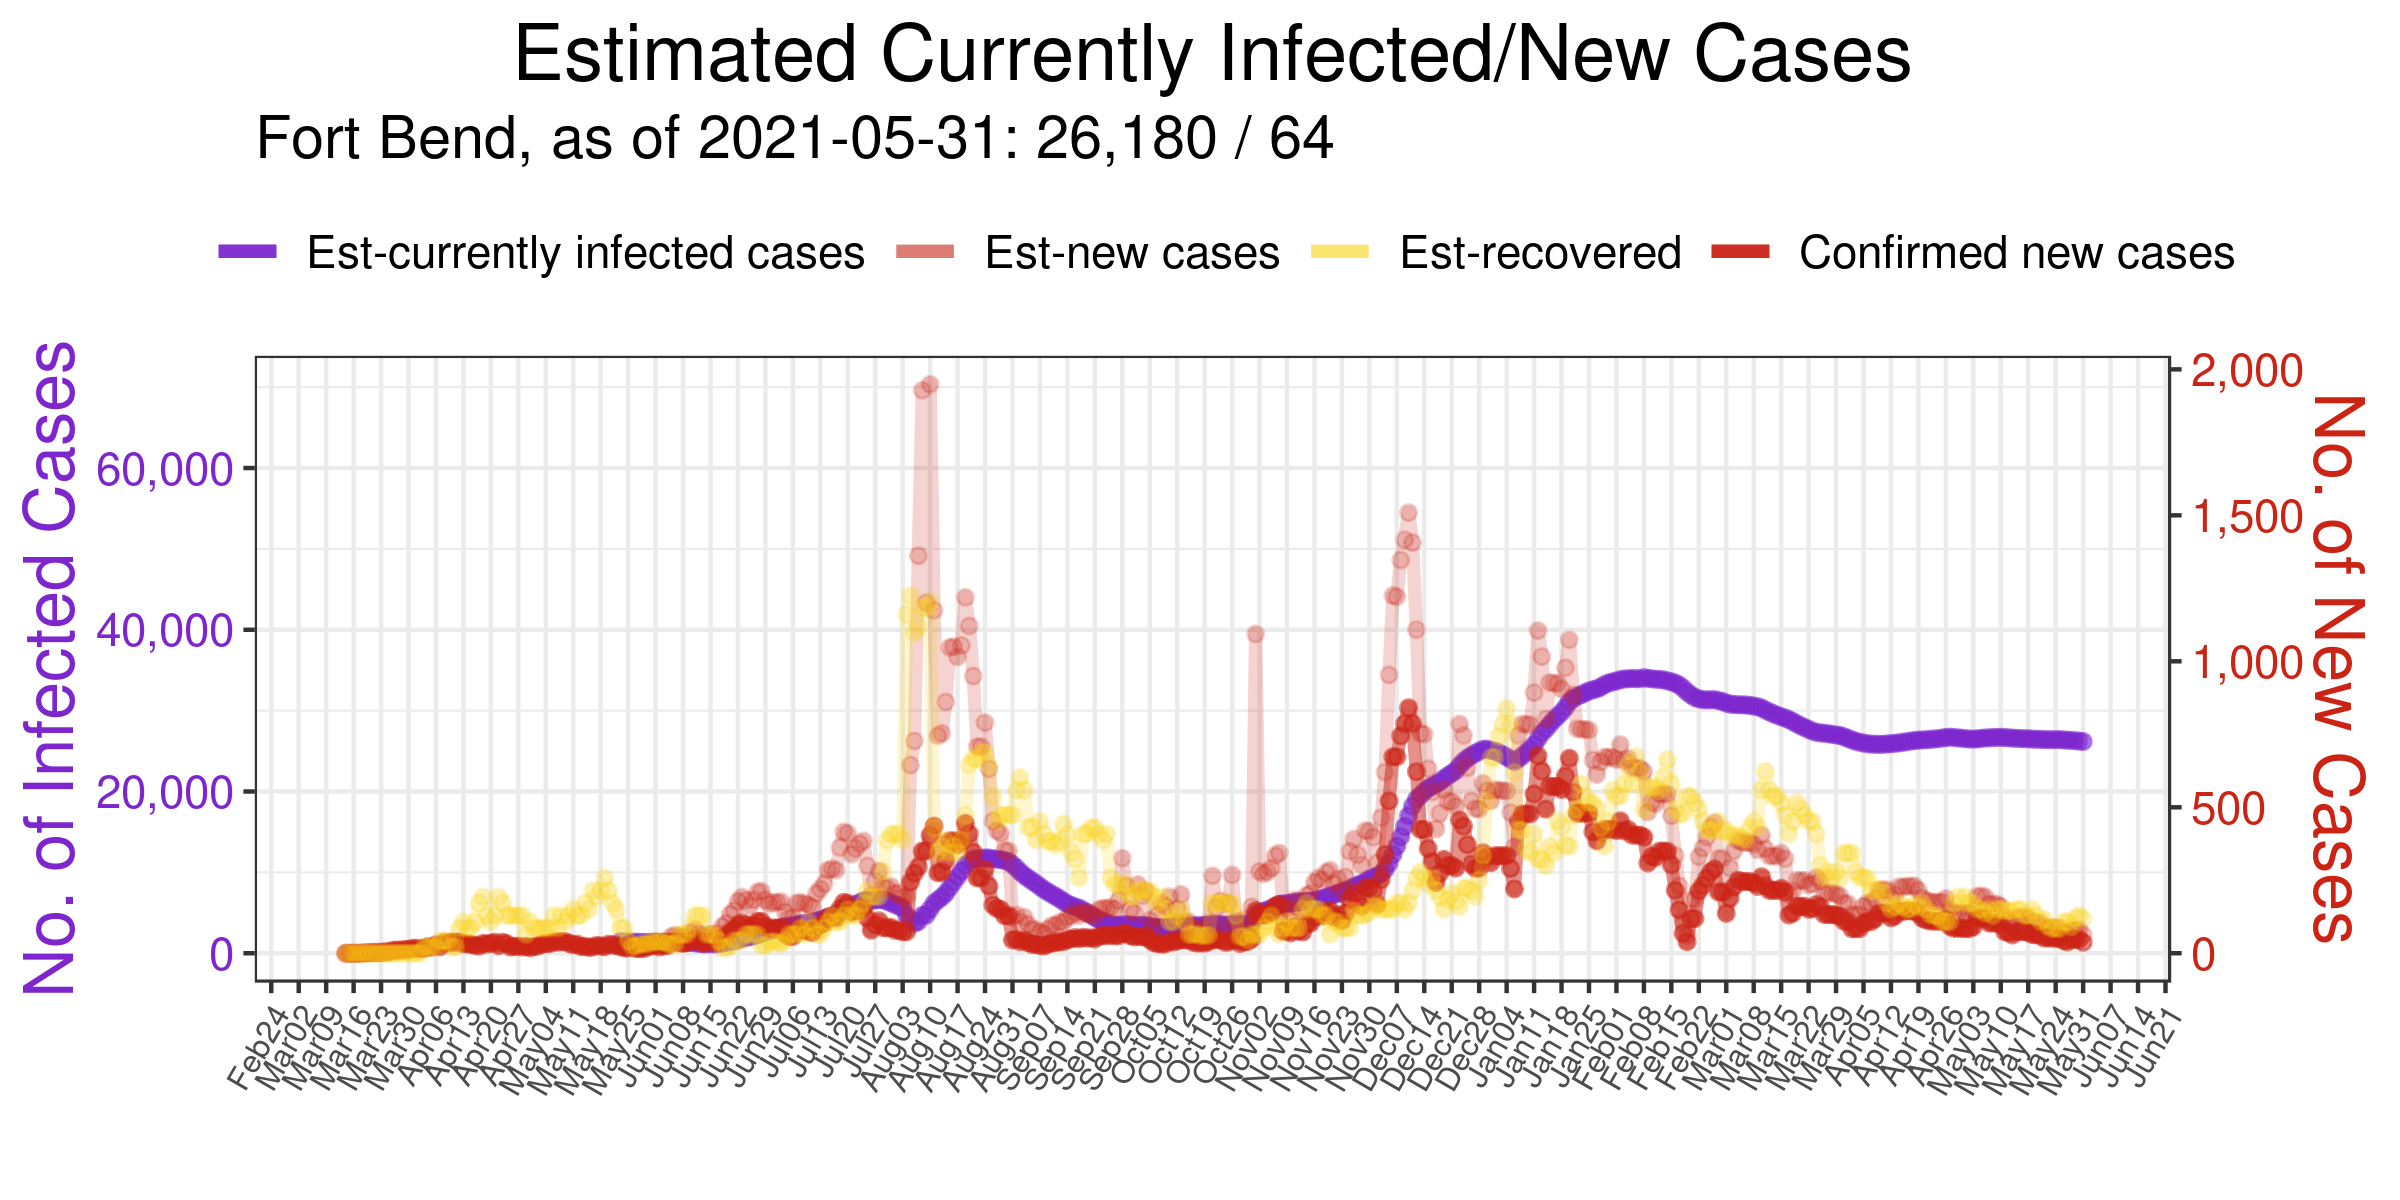 Estimated Currently Infected/New Cases
Fort Bend, as of 2021-05-31: 26,180 / 64
Est-currently infected cases
Est-new cases
Est-recovered
Confirmed new cases
No. of Infected Cases
60,000
40,000
20,000
0
2,000
1,500
1,000
500
0
No. of New Cases
Feb24
Mar02
Mar09
Mar16
Mar23
Mar30
Apr06
Apr13
Apr20
Apr27
May04
May11
May18
May25
Jun01
Jun08
Jun15
Jun22
Jun29
Jul06
Jul13
Jul20
Jul27
Aug03
Aug10
Aug17
Aug24
Aug31
Sep07
Sep14
Sep21
Sep28
Oct05
Oct12
Oct19
Oct26
Nov02
Nov09
Nov16
Nov23
Nov30
Dec07
Dec14
Dec21
Dec28
Jan04
Jan11
Jan18
Jan25
Feb01
Feb08
Feb15
Feb22
Mar01
Mar08
Mar15
Mar22
Mar29
Apr05
Apr12
Apr19
Apr26
May03
May10
May17
May24
May31
Jun07
Jun14
Jun21